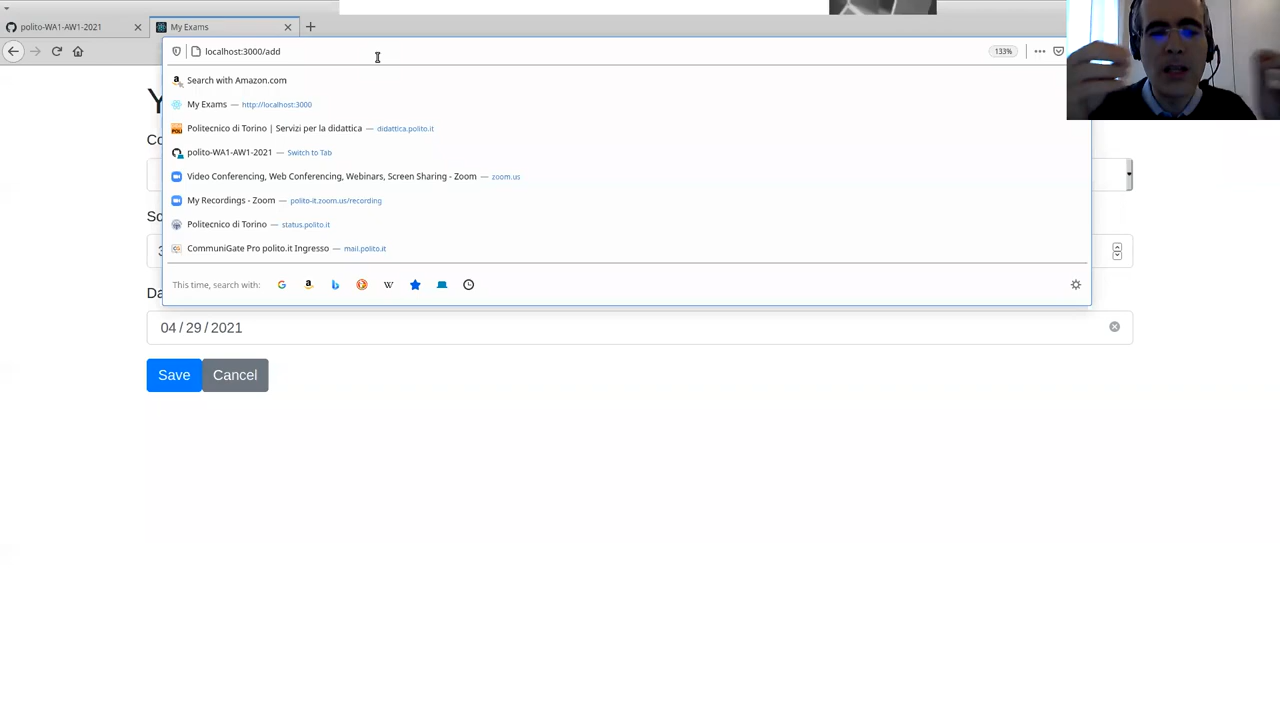 polito-WA1-AW1-2021
My Exams
localhost:3000/add
133%
Search with Amazon.com
My Exams — http://localhost:3000
Politecnico di Torino | Servizi per la didattica — didattica.polito.it
polito-WA1-AW1-2021 — Switch to Tab
Video Conferencing, Web Conferencing, Webinars, Screen Sharing - Zoom — zoom.us
My Recordings - Zoom — polito-it.zoom.us/recording
Politecnico di Torino — status.polito.it
CommuniGate Pro polito.it Ingresso — mail.polito.it
This time, search with:
Y
Co
Sc
3
Da
04 / 29 / 2021
Save
Cancel